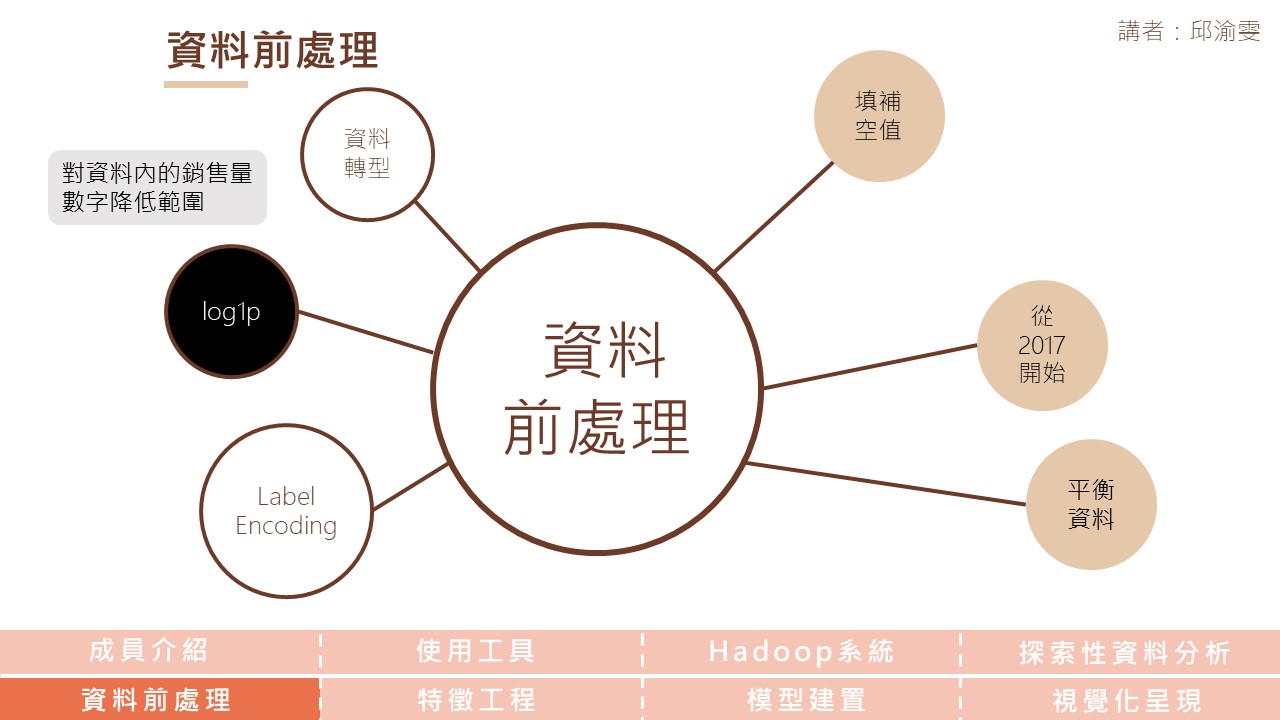 資料前處理
講者：邱渝雯
資料
轉型
填補
空值
對資料內的銷售量
數字降低範圍
log1p
資料
前處理
從
2017
開始
Label
Encoding
平衡
資料
成員介紹
使用工具
Hadoop系統
探索性資料分析
資料前處理
特徵工程
模型建置
視覺化呈現